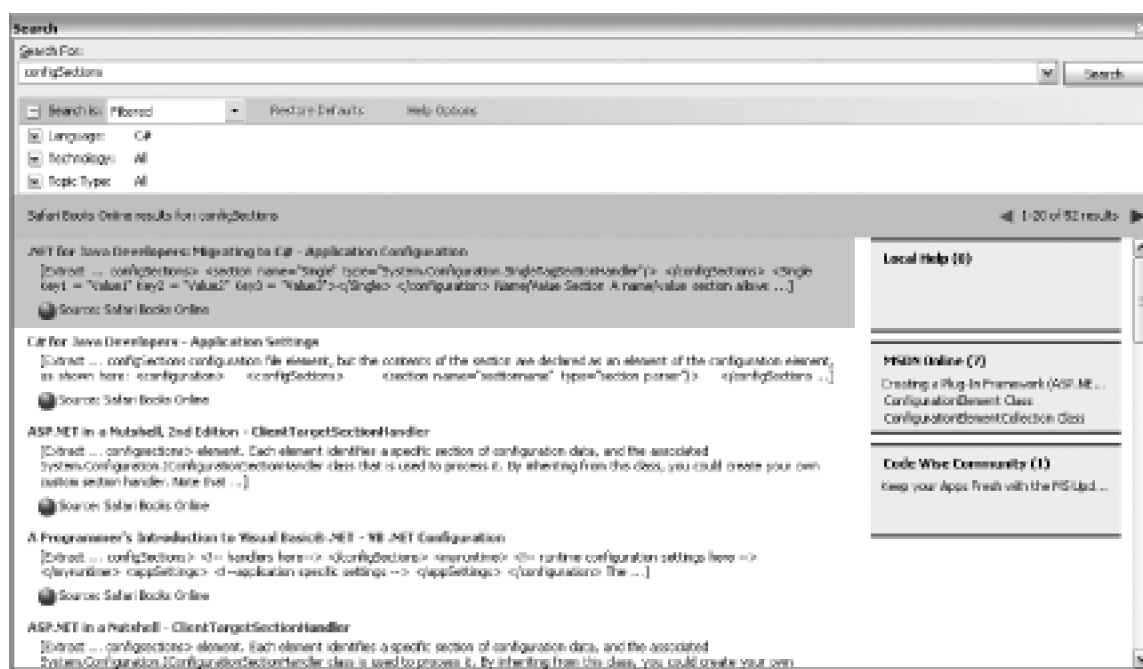 Search
Search For:
configSections
Search
Search is: Filtered Restore Defaults Help Options
Language: C#
Technology: All
Topic Type: All
Safari Books Online results for: configSections
1-20 of 52 results
.NET for Java Developers: Migrating to C# - Application Configuration
[Extract ... configSections> <section name="Single" type="System.Configuration.SingleTagSectionHandler"/> </configSections> <Single
Key1 = "Value1" Key2 = "Value2" Key3 = "Value3"></Single> </configuration> Name/Value Section A name/value section allows ...]
Source: Safari Books Online
C# for Java Developers - Application Settings
[Extract ... configSections configuration file element, but the contents of the section are declared as an element of the configuration element,
as shown here: <configuration> <configSections> <section name="sectionname" type="section parser"/> </configSections ...]
Source: Safari Books Online
ASP.NET in a Nutshell, 2nd Edition - ClientTargetSectionHandler
[Extract ... configsections> element. Each element identifies a specific section of configuration data, and the associated
System.Configuration.IConfigurationSectionHandler class that is used to process it. By inheriting from this class, you could create your own
custom section handler. Note that ...]
Source: Safari Books Online
A Programmer's Introduction to Visual Basic® .NET - VB .NET Configuration
[Extract ... configSections> <!-- handlers here--> </configSections> <myruntime> <!-- runtime configuration settings here -->
</myruntime> <appSettings> <!--application specific settings --> </appSettings> </configuration> The ...]
Source: Safari Books Online
ASP.NET in a Nutshell - ClientTargetSectionHandler
[Extract ... configsections> element. Each element identifies a specific section of configuration data, and the associated
System.Configuration.IConfigurationSectionHandler class is used to process it. By inheriting from this class, you could create your own
Local Help (0)
MSDN Online (7)
Creating a Plug-In Framework (ASP.NE...
ConfigurationElement Class
ConfigurationElementCollection Class
Code Wise Community (1)
Keep your Apps Fresh with the MS Upd...